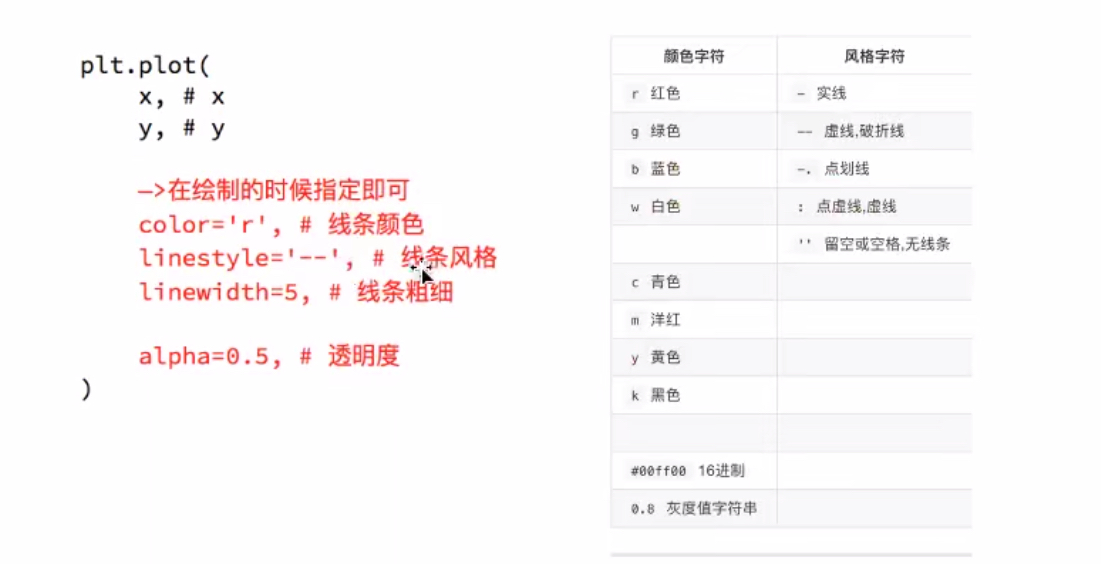 plt.plot(
x, # x
y, # y
—>在绘制的时候指定即可
color='r', # 线条颜色
linestyle='--', # 线条风格
linewidth=5, # 线条粗细
alpha=0.5, # 透明度
)
颜色字符 风格字符
r 红色 - 实线
g 绿色 -- 虚线,破折线
b 蓝色 -. 点划线
w 白色 : 点虚线,虚线
'' 留空或空格,无线条
c 青色
m 洋红
y 黄色
k 黑色
#00ff00 16进制
0.8 灰度值字符串